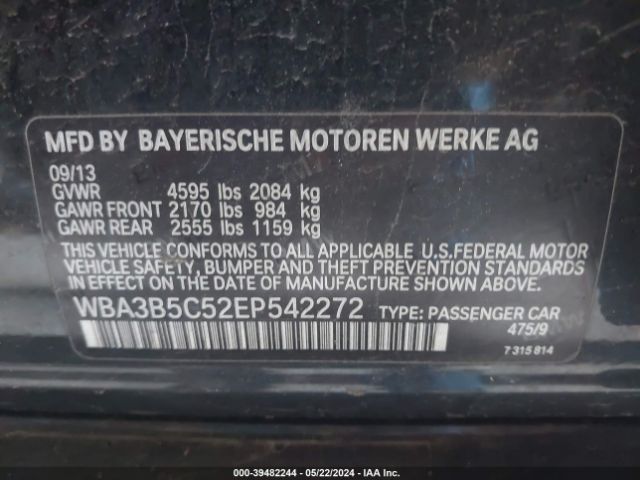 MFD BY BAYERISCHE MOTOREN WERKE AG
09/13
GVWR 4595 lbs 2084 kg
GAWR FRONT 2170 lbs 984 kg
GAWR REAR 2555 lbs 1159 kg
THIS VEHICLE CONFORMS TO ALL APPLICABLE U.S.FEDERAL MOTOR
VEHICLE SAFETY, BUMPER AND THEFT PREVENTION STANDARDS
IN EFFECT ON THE DATE OF MANUFACTURE SHOWN ABOVE.
WBA3B5C52EP542272 TYPE: PASSENGER CAR
475/9
7 315 814
000-39482244 - 05/22/2024 - IAA Inc.